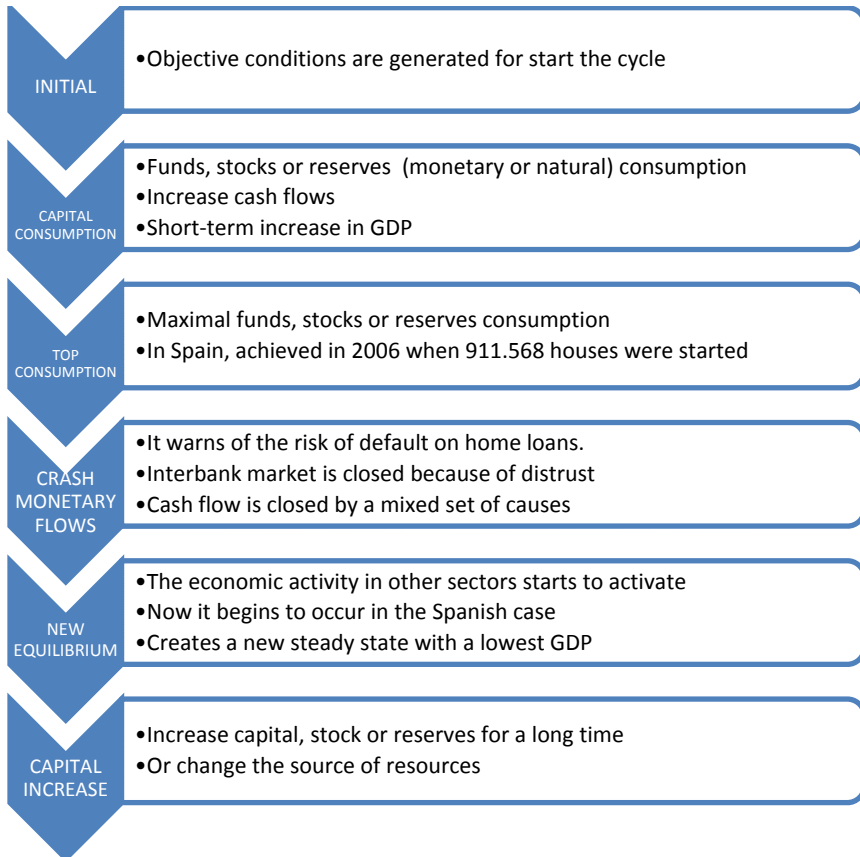 INITIAL
•Objective conditions are generated for start the cycle
CAPITAL
CONSUMPTION
•Funds, stocks or reserves (monetary or natural) consumption
•Increase cash flows
•Short-term increase in GDP
TOP
CONSUMPTION
•Maximal funds, stocks or reserves consumption
•In Spain, achieved in 2006 when 911.568 houses were started
CRASH
MONETARY
FLOWS
•It warns of the risk of default on home loans.
•Interbank market is closed because of distrust
•Cash flow is closed by a mixed set of causes
NEW
EQUILIBRIUM
•The economic activity in other sectors starts to activate
•Now it begins to occur in the Spanish case
•Creates a new steady state with a lowest GDP
CAPITAL
INCREASE
•Increase capital, stock or reserves for a long time
•Or change the source of resources